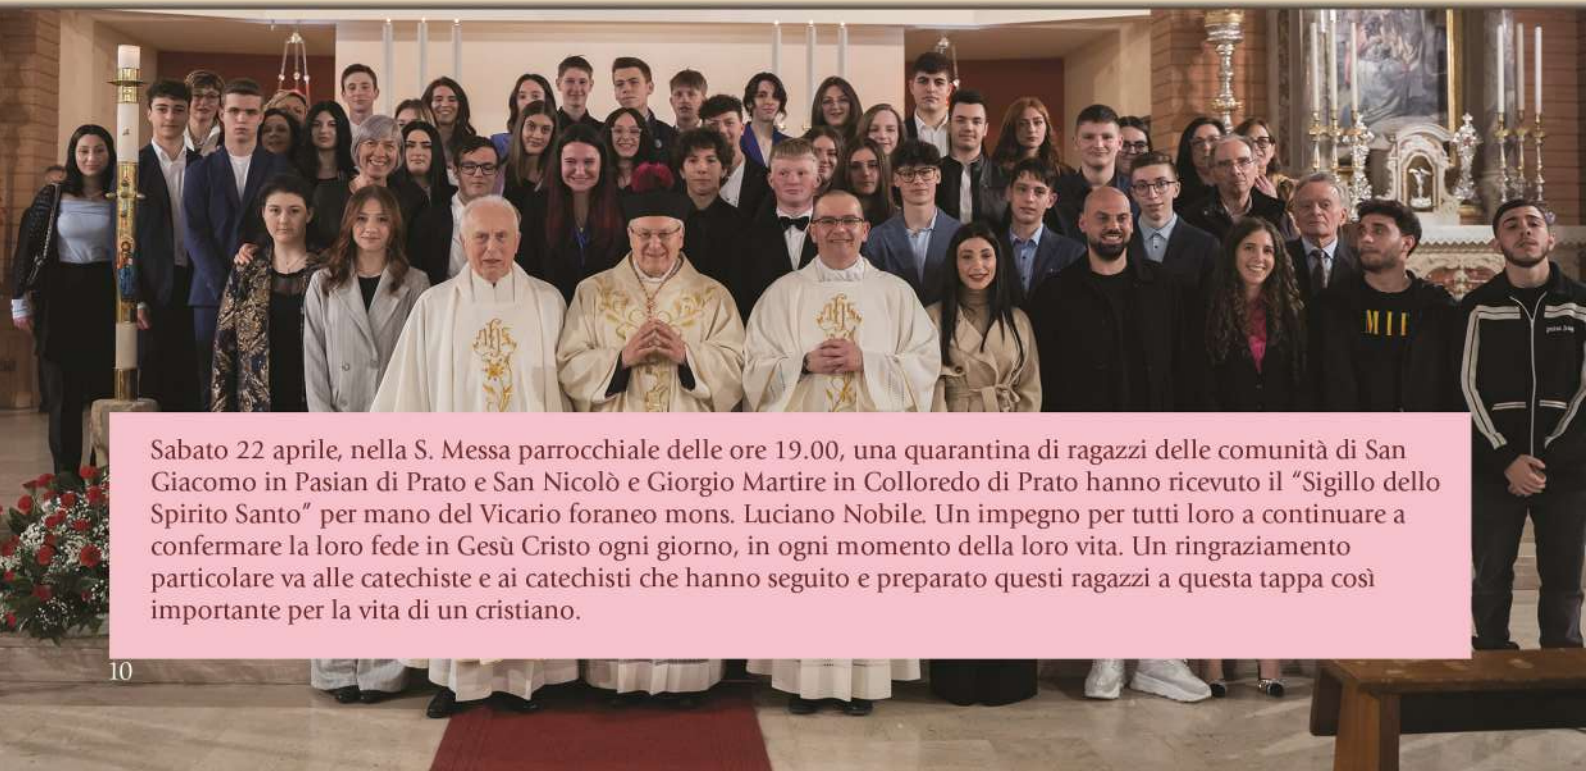 MIF
Sabato 22 aprile, nella S. Messa parrocchiale delle ore 19.00, una quarantina di ragazzi delle comunità di San
Giacomo in Pasian di Prato e San Nicolò e Giorgio Martire in Colloredo di Prato hanno ricevuto il “Sigillo dello
Spirito Santo” per mano del Vicario foraneo mons. Luciano Nobile. Un impegno per tutti loro a continuare a
confermare la loro fede in Gesù Cristo ogni giorno, in ogni momento della loro vita. Un ringraziamento
particolare va alle catechiste e ai catechisti che hanno seguito e preparato questi ragazzi a questa tappa così
importante per la vita di un cristiano.
10